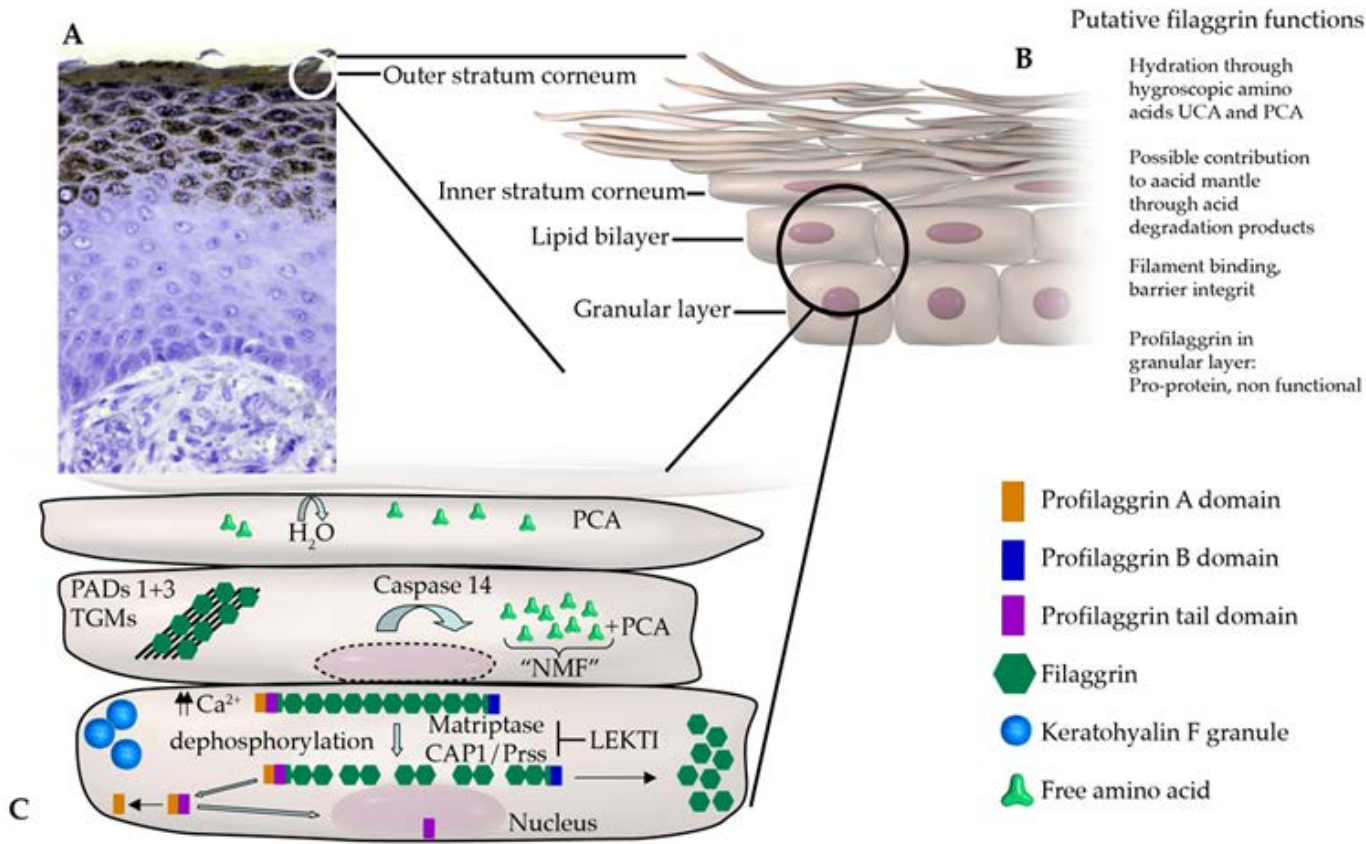 A
Outer stratum corneum
B
Inner stratum corneum
Lipid bilayer
Granular layer
Putative filaggrin functions
Hydration through
hygroscopic amino
acids UCA and PCA
Possible contribution
to aacid mantle
through acid
degradation products
Filament binding,
barrier integrit
Profilaggrin in
granular layer:
Pro-protein, non functional
C
H₂O
PCA
PADs 1+3
TGMs
Caspase 14
+PCA
“NMF”
Ca²⁺
dephosphorylation
Matriptase
CAP1/Prss
LEKTI
Nucleus
Profilaggrin A domain
Profilaggrin B domain
Profilaggrin tail domain
Filaggrin
Keratohyalin F granule
Free amino acid